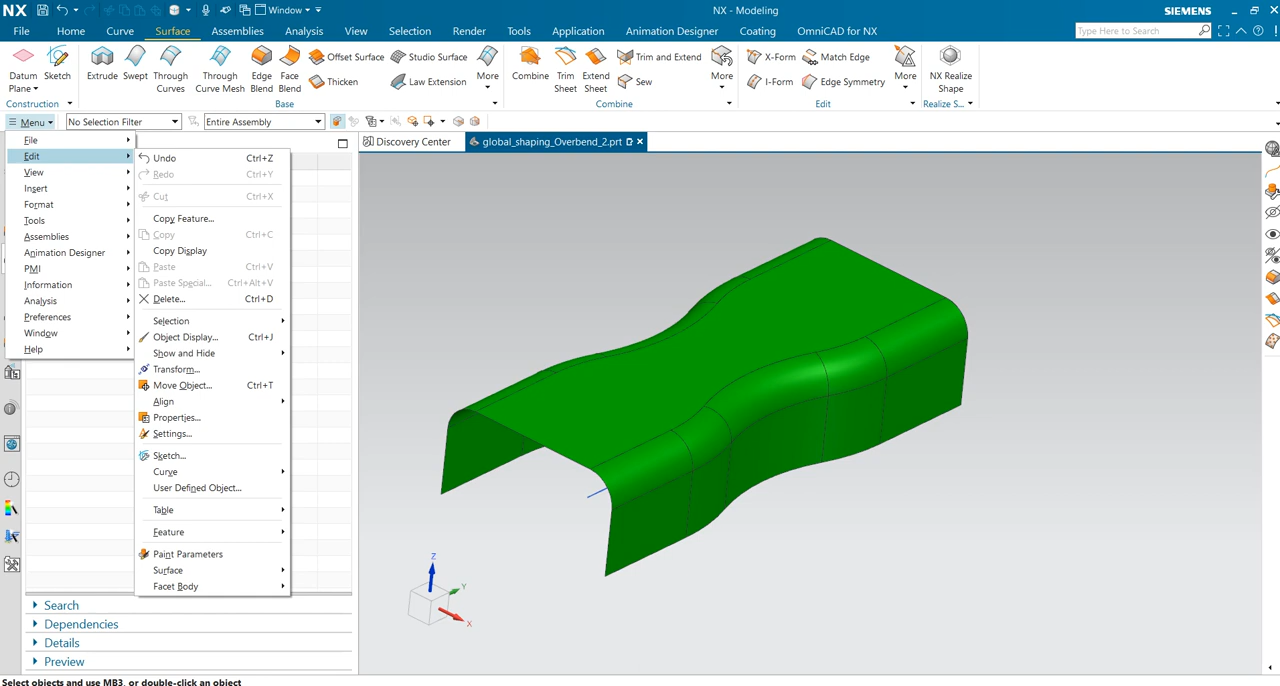 NX Window NX - Modeling SIEMENS
File Home Curve Surface Assemblies Analysis View Selection Render Tools Application Animation Designer Coating OmniCAD for NX Type Here to Search
Datum Plane
Sketch
Extrude
Swept
Through Curves
Through Curve Mesh
Edge Blend
Face Blend
Offset Surface
Thicken
Studio Surface
Law Extension
More
Combine
Trim Sheet
Extend Sheet
Trim and Extend
Sew
More
X-Form
I-Form
Match Edge
Edge Symmetry
More
NX Realize Shape
Construction Base Combine Edit Realize S...
Menu No Selection Filter Entire Assembly
File
Edit
View
Insert
Format
Tools
Assemblies
Animation Designer
PMI
Information
Analysis
Preferences
Window
Help
Undo Ctrl+Z
Redo Ctrl+Y
Cut Ctrl+X
Copy Feature...
Copy Ctrl+C
Copy Display
Paste Ctrl+V
Paste Special... Ctrl+Alt+V
Delete... Ctrl+D
Selection
Object Display... Ctrl+J
Show and Hide
Transform...
Move Object... Ctrl+T
Align
Properties...
Settings...
Sketch...
Curve
User Defined Object...
Table
Feature
Paint Parameters
Surface
Facet Body
Discovery Center global_shaping_Overbend_2.prt
Z
Y
X
Search
Dependencies
Details
Preview
Select objects and use MB3, or double-click an object